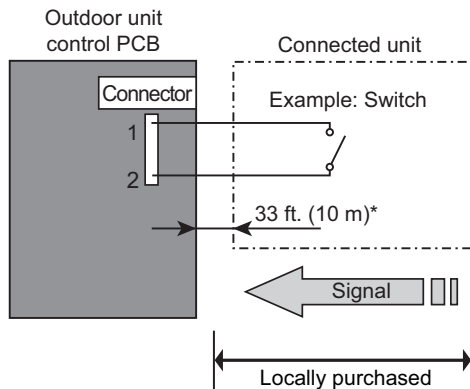 Outdoor unit
control PCB
Connected unit
Connector
Example: Switch
1
2
33 ft. (10 m)*
Signal
Locally purchased